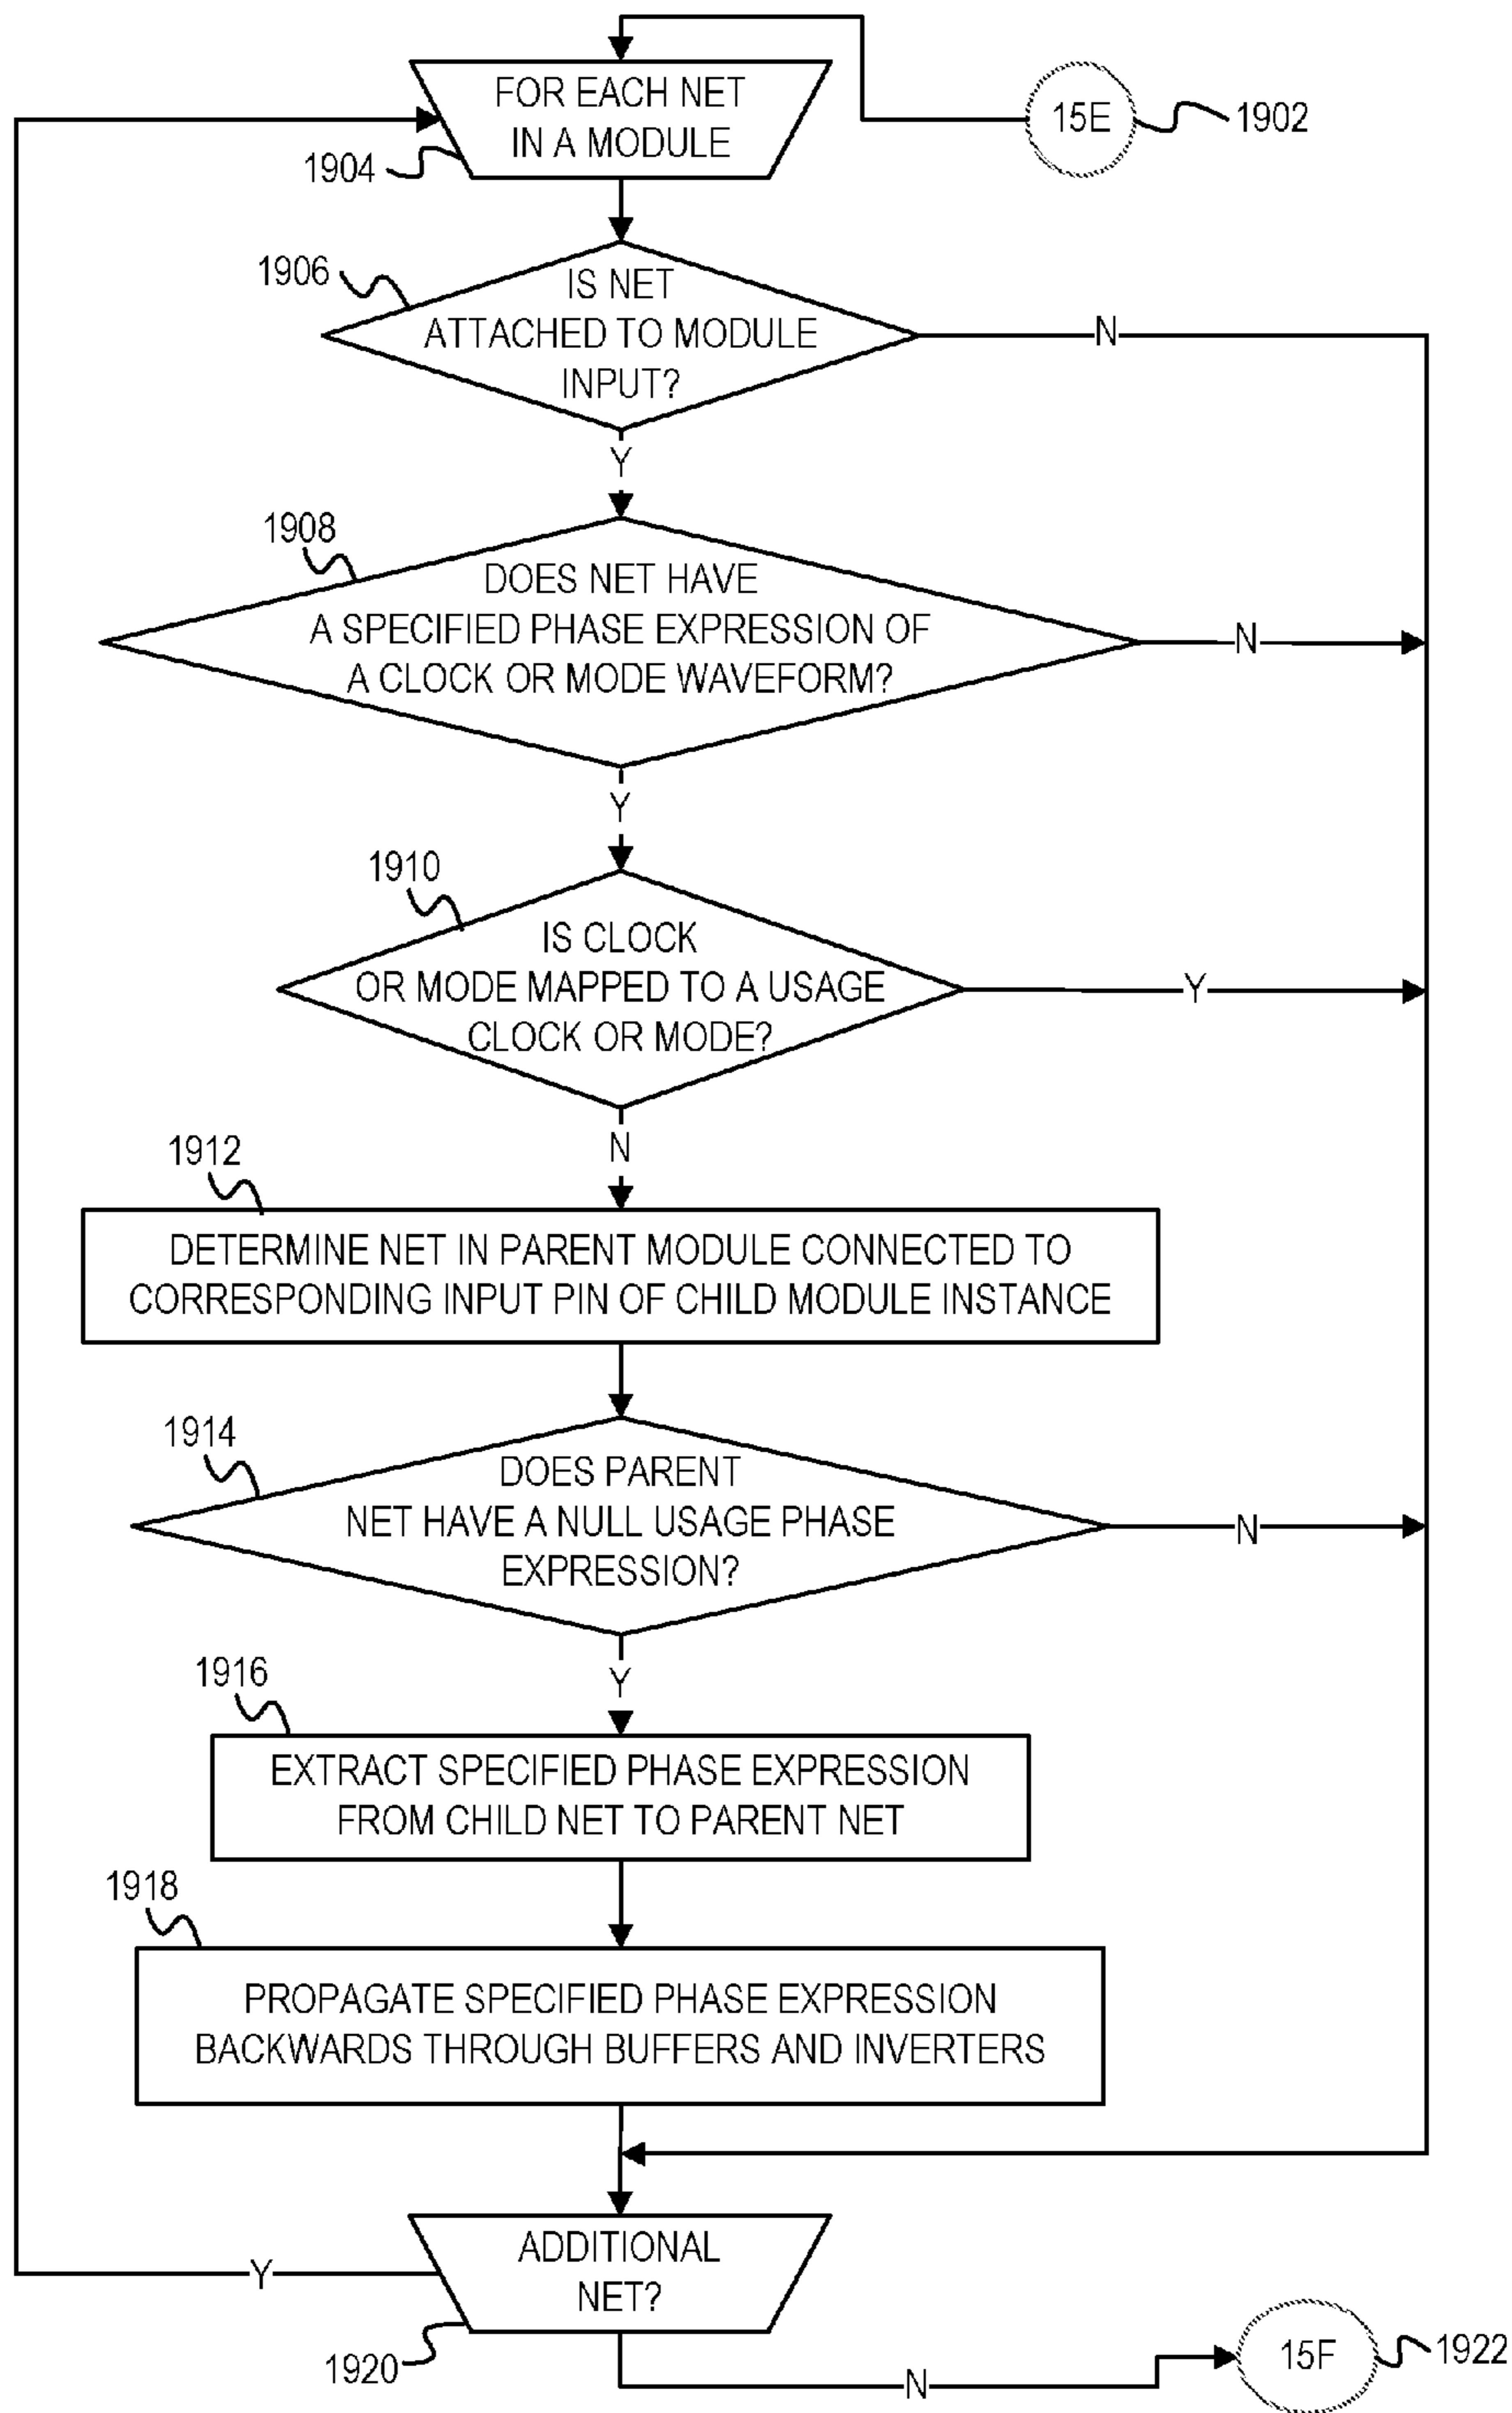 FOR EACH NET
IN A MODULE
15E
1902
1904
1906
IS NET
ATTACHED TO MODULE
INPUT?
N
Y
1908
DOES NET HAVE
A SPECIFIED PHASE EXPRESSION OF
A CLOCK OR MODE WAVEFORM?
N
Y
1910
IS CLOCK
OR MODE MAPPED TO A USAGE
CLOCK OR MODE?
Y
N
1912
DETERMINE NET IN PARENT MODULE CONNECTED TO
CORRESPONDING INPUT PIN OF CHILD MODULE INSTANCE
1914
DOES PARENT
NET HAVE A NULL USAGE PHASE
EXPRESSION?
N
Y
1916
EXTRACT SPECIFIED PHASE EXPRESSION
FROM CHILD NET TO PARENT NET
1918
PROPAGATE SPECIFIED PHASE EXPRESSION
BACKWARDS THROUGH BUFFERS AND INVERTERS
ADDITIONAL
NET?
Y
1920
N
15F
1922